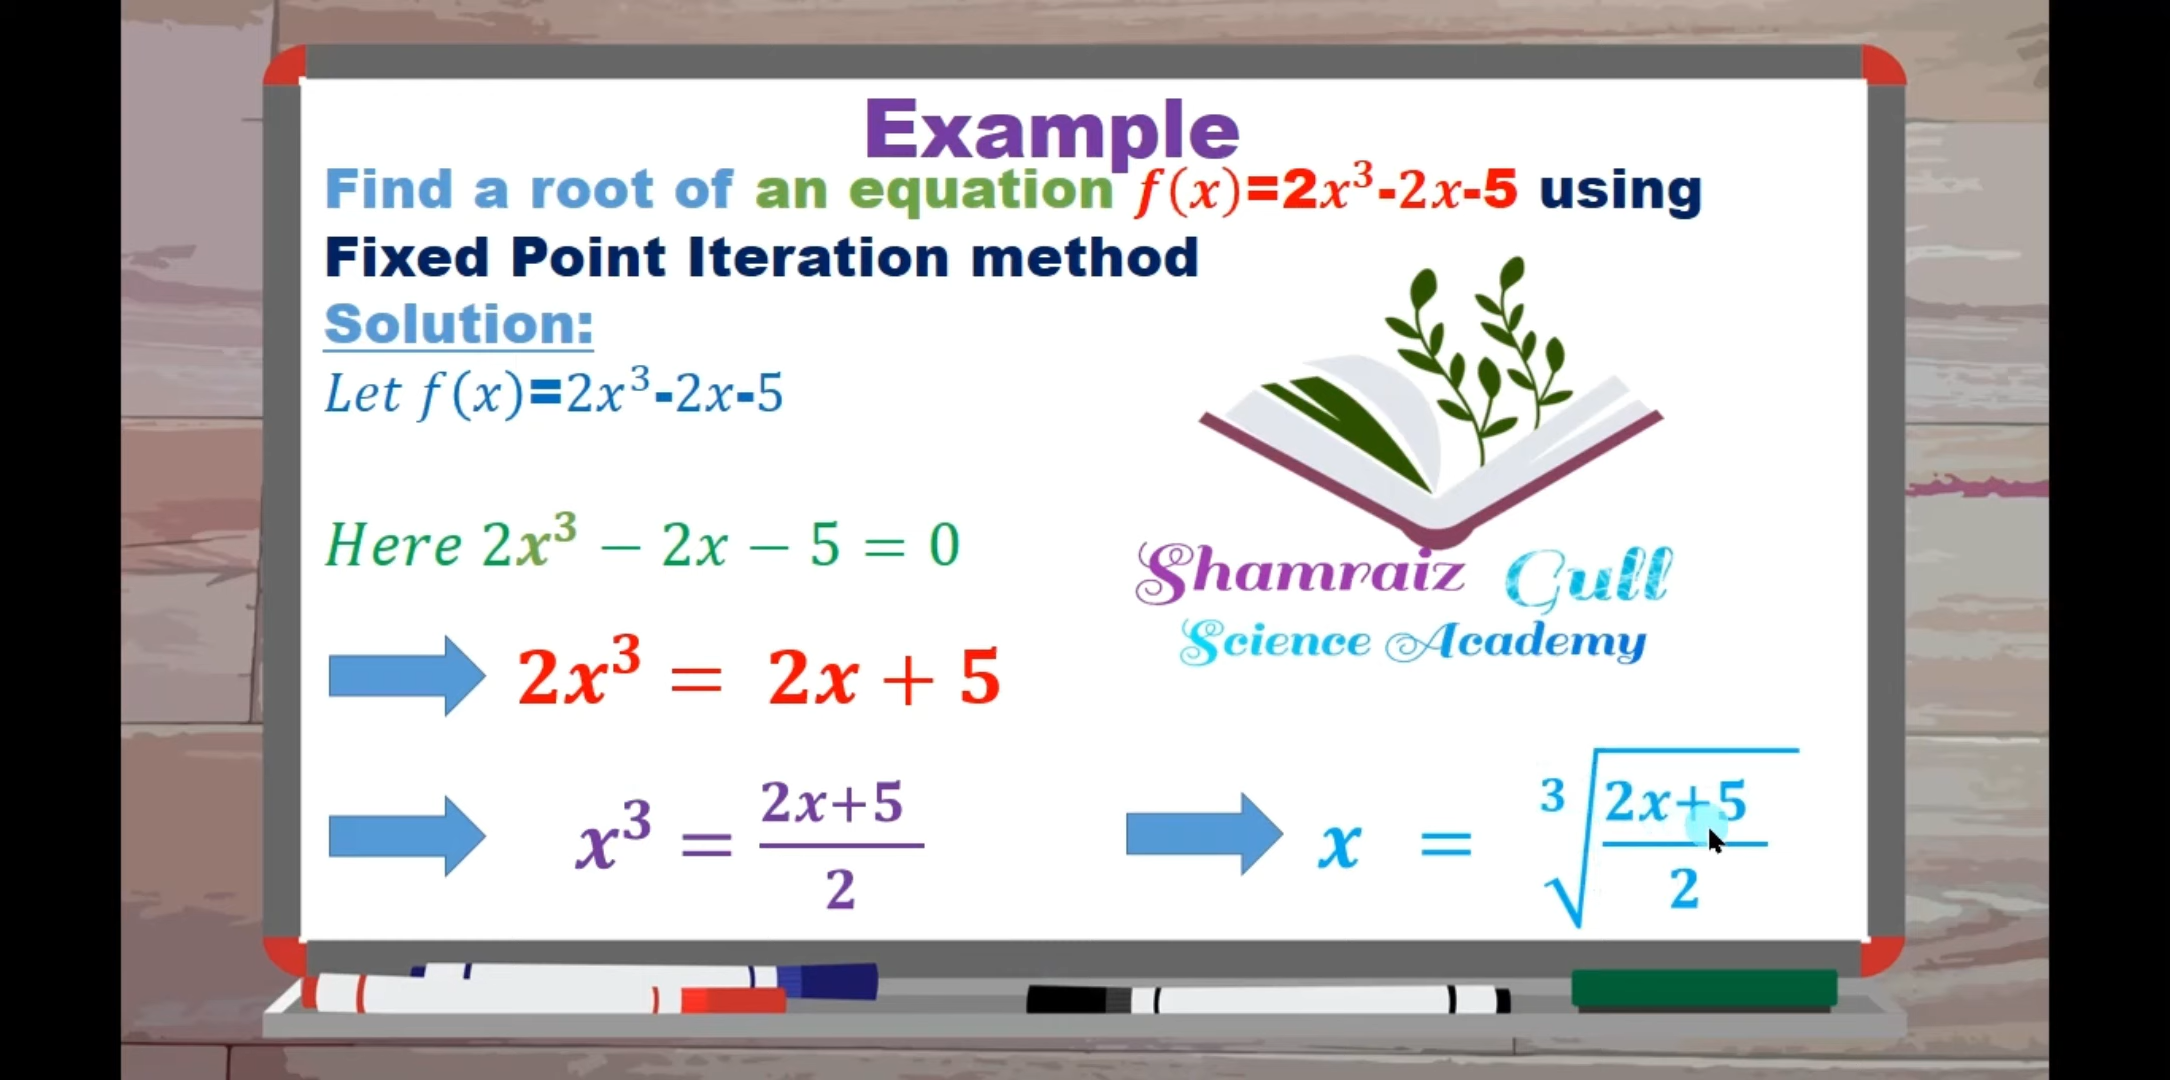 Example
Find a root of an equation f(x)=2x³-2x-5 using
Fixed Point Iteration method
Solution:
Let f(x)=2x³-2x-5
Here 2x³ − 2x − 5 = 0
2x³ = 2x + 5
x³ = (2x+5)/2
x = ∛((2x+5)/2)
Shamraiz Gull
Science Academy